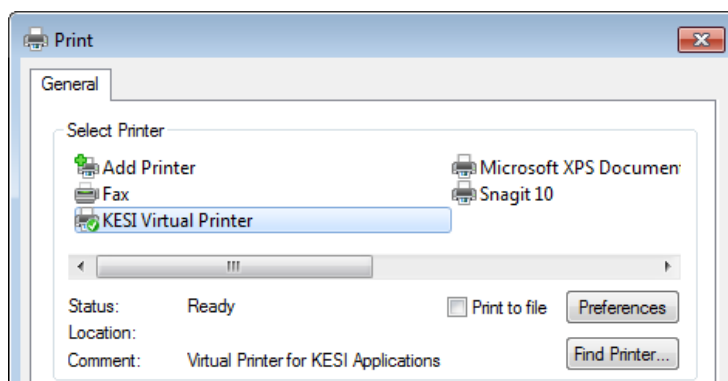 Print
General
Select Printer
Add Printer
Microsoft XPS Documen
Fax
Snagit 10
KESI Virtual Printer
Status: Ready
Print to file
Preferences
Location:
Comment: Virtual Printer for KESI Applications
Find Printer...